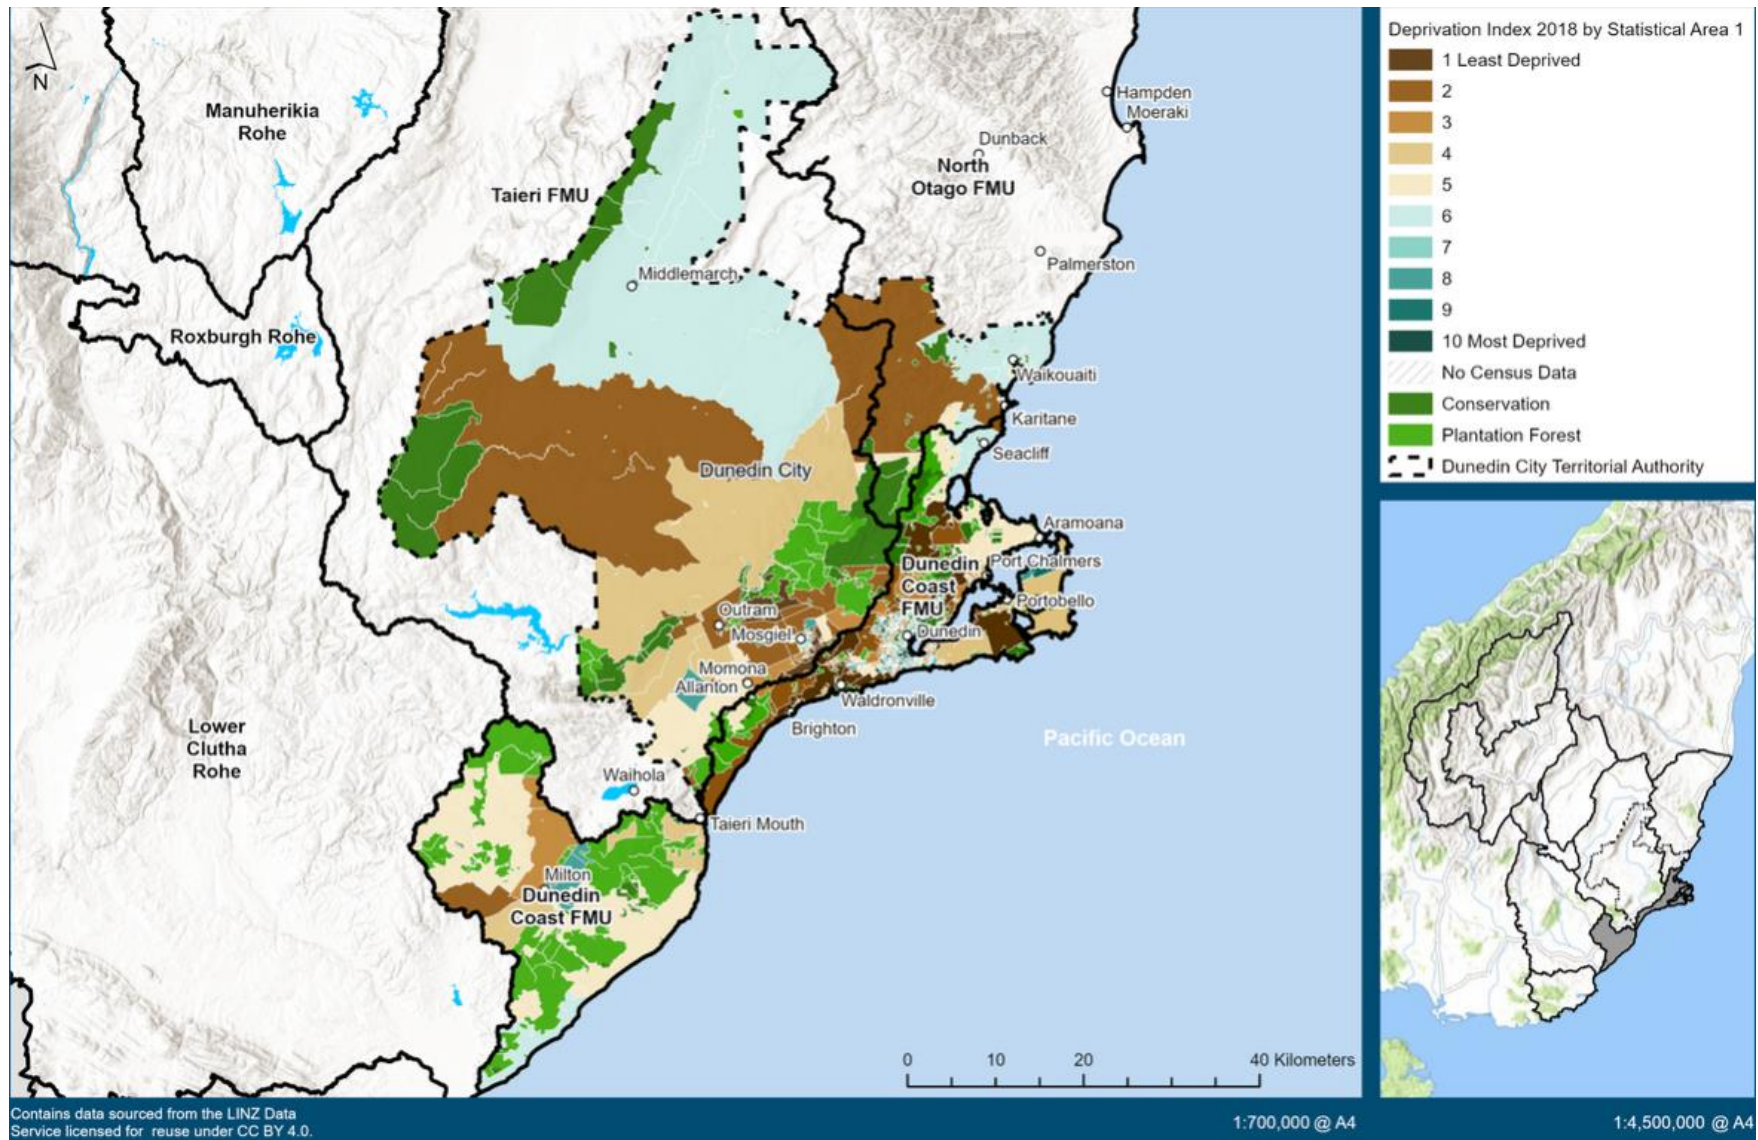 N
Manuherikia
Rohe
Hampden
Moeraki
Dunback
North
Otago FMU
Taieri FMU
Palmerston
Middlemarch
Roxburgh Rohe
Waikouaiti
Karitane
Seacliff
Dunedin City
Aramoana
Port Chalmers
Dunedin
Coast
FMU
Portobello
Outram
Mosgiel
Dunedin
Momona
Allanton
Waldronville
Brighton
Lower
Clutha
Rohe
Pacific Ocean
Waihola
Taieri Mouth
Milton
Dunedin
Coast FMU
0 10 20 40 Kilometers
Contains data sourced from the LINZ Data
Service licensed for reuse under CC BY 4.0.
1:700,000 @ A4
Deprivation Index 2018 by Statistical Area 1
1 Least Deprived
2
3
4
5
6
7
8
9
10 Most Deprived
No Census Data
Conservation
Plantation Forest
Dunedin City Territorial Authority
1:4,500,000 @ A4